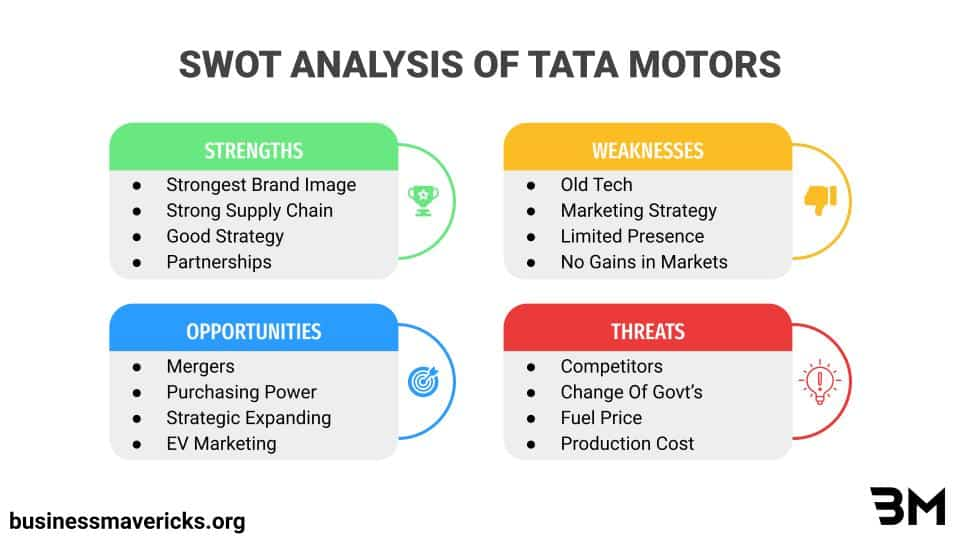 SWOT ANALYSIS OF TATA MOTORS
STRENGTHS
● Strongest Brand Image
● Strong Supply Chain
● Good Strategy
● Partnerships
WEAKNESSES
● Old Tech
● Marketing Strategy
● Limited Presence
● No Gains in Markets
OPPORTUNITIES
● Mergers
● Purchasing Power
● Strategic Expanding
● EV Marketing
THREATS
● Competitors
● Change Of Govt’s
● Fuel Price
● Production Cost
businessmavericks.org
BM